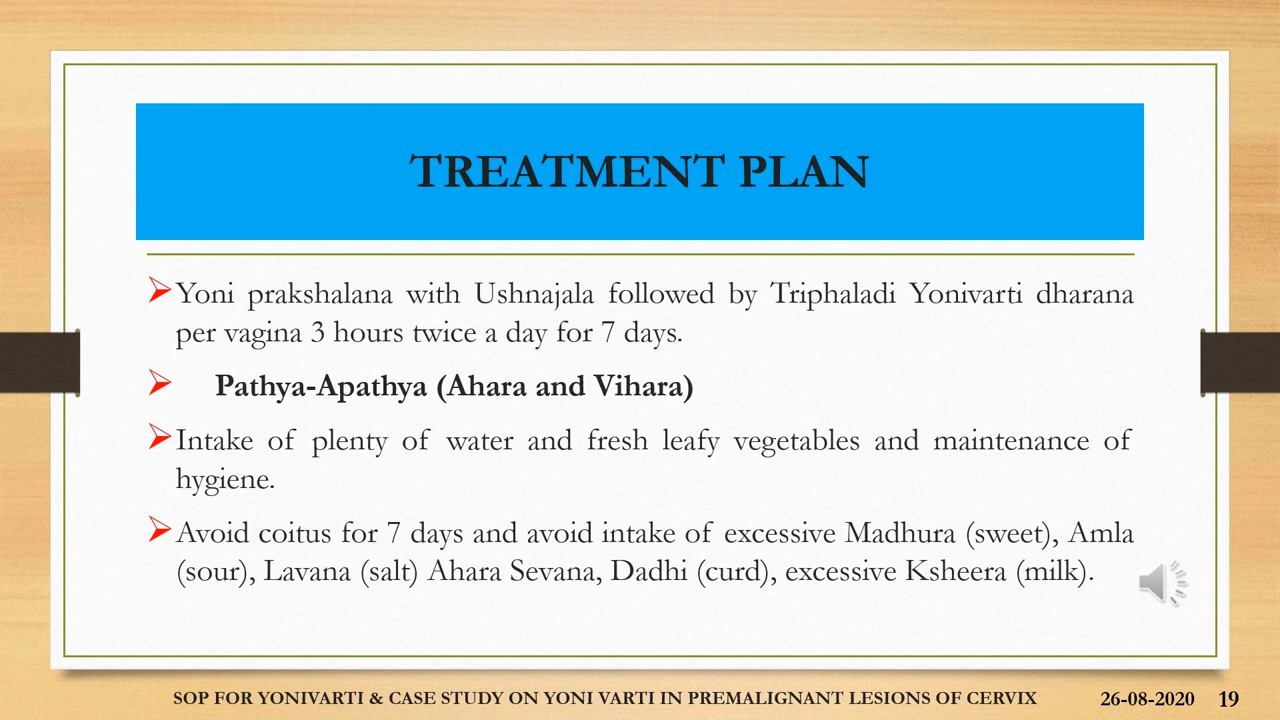 TREATMENT PLAN
Yoni prakshalana with Ushnajala followed by Triphaladi Yonivarti dharana
per vagina 3 hours twice a day for 7 days.
Pathya-Apathya (Ahara and Vihara)
Intake of plenty of water and fresh leafy vegetables and maintenance of
hygiene.
Avoid coitus for 7 days and avoid intake of excessive Madhura (sweet), Amla
(sour), Lavana (salt) Ahara Sevana, Dadhi (curd), excessive Ksheera (milk).
SOP FOR YONIVARTI & CASE STUDY ON YONI VARTI IN PREMALIGNANT LESIONS OF CERVIX 26-08-2020 19